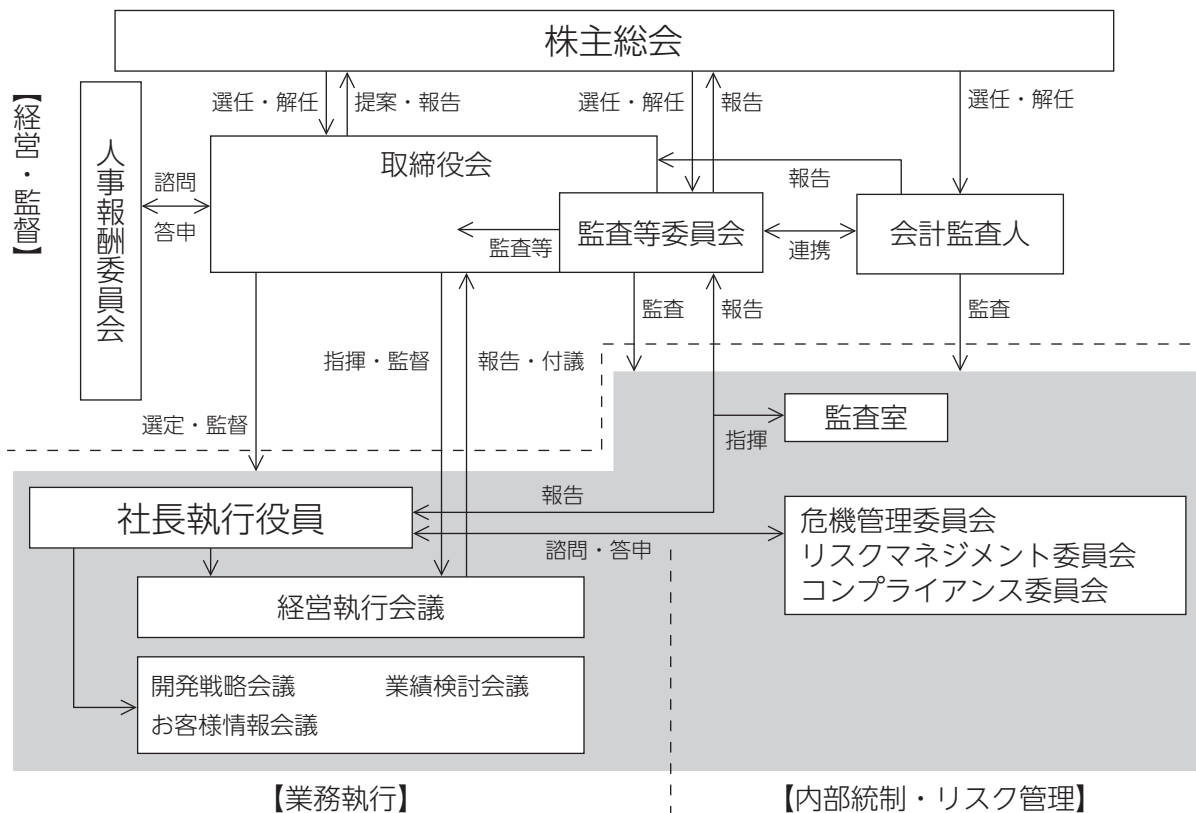 株主総会
選任・解任
提案・報告
選任・解任
報告
選任・解任
【経営・監督】
人事報酬委員会
諮問
答申
取締役会
報告
監査等
監査等委員会
連携
会計監査人
監査
報告
監査
指揮・監督
報告・付議
選定・監督
監査室
指揮
社長執行役員
報告
諮問・答申
危機管理委員会
リスクマネジメント委員会
コンプライアンス委員会
経営執行会議
開発戦略会議
業績検討会議
お客様情報会議
【業務執行】
【内部統制・リスク管理】